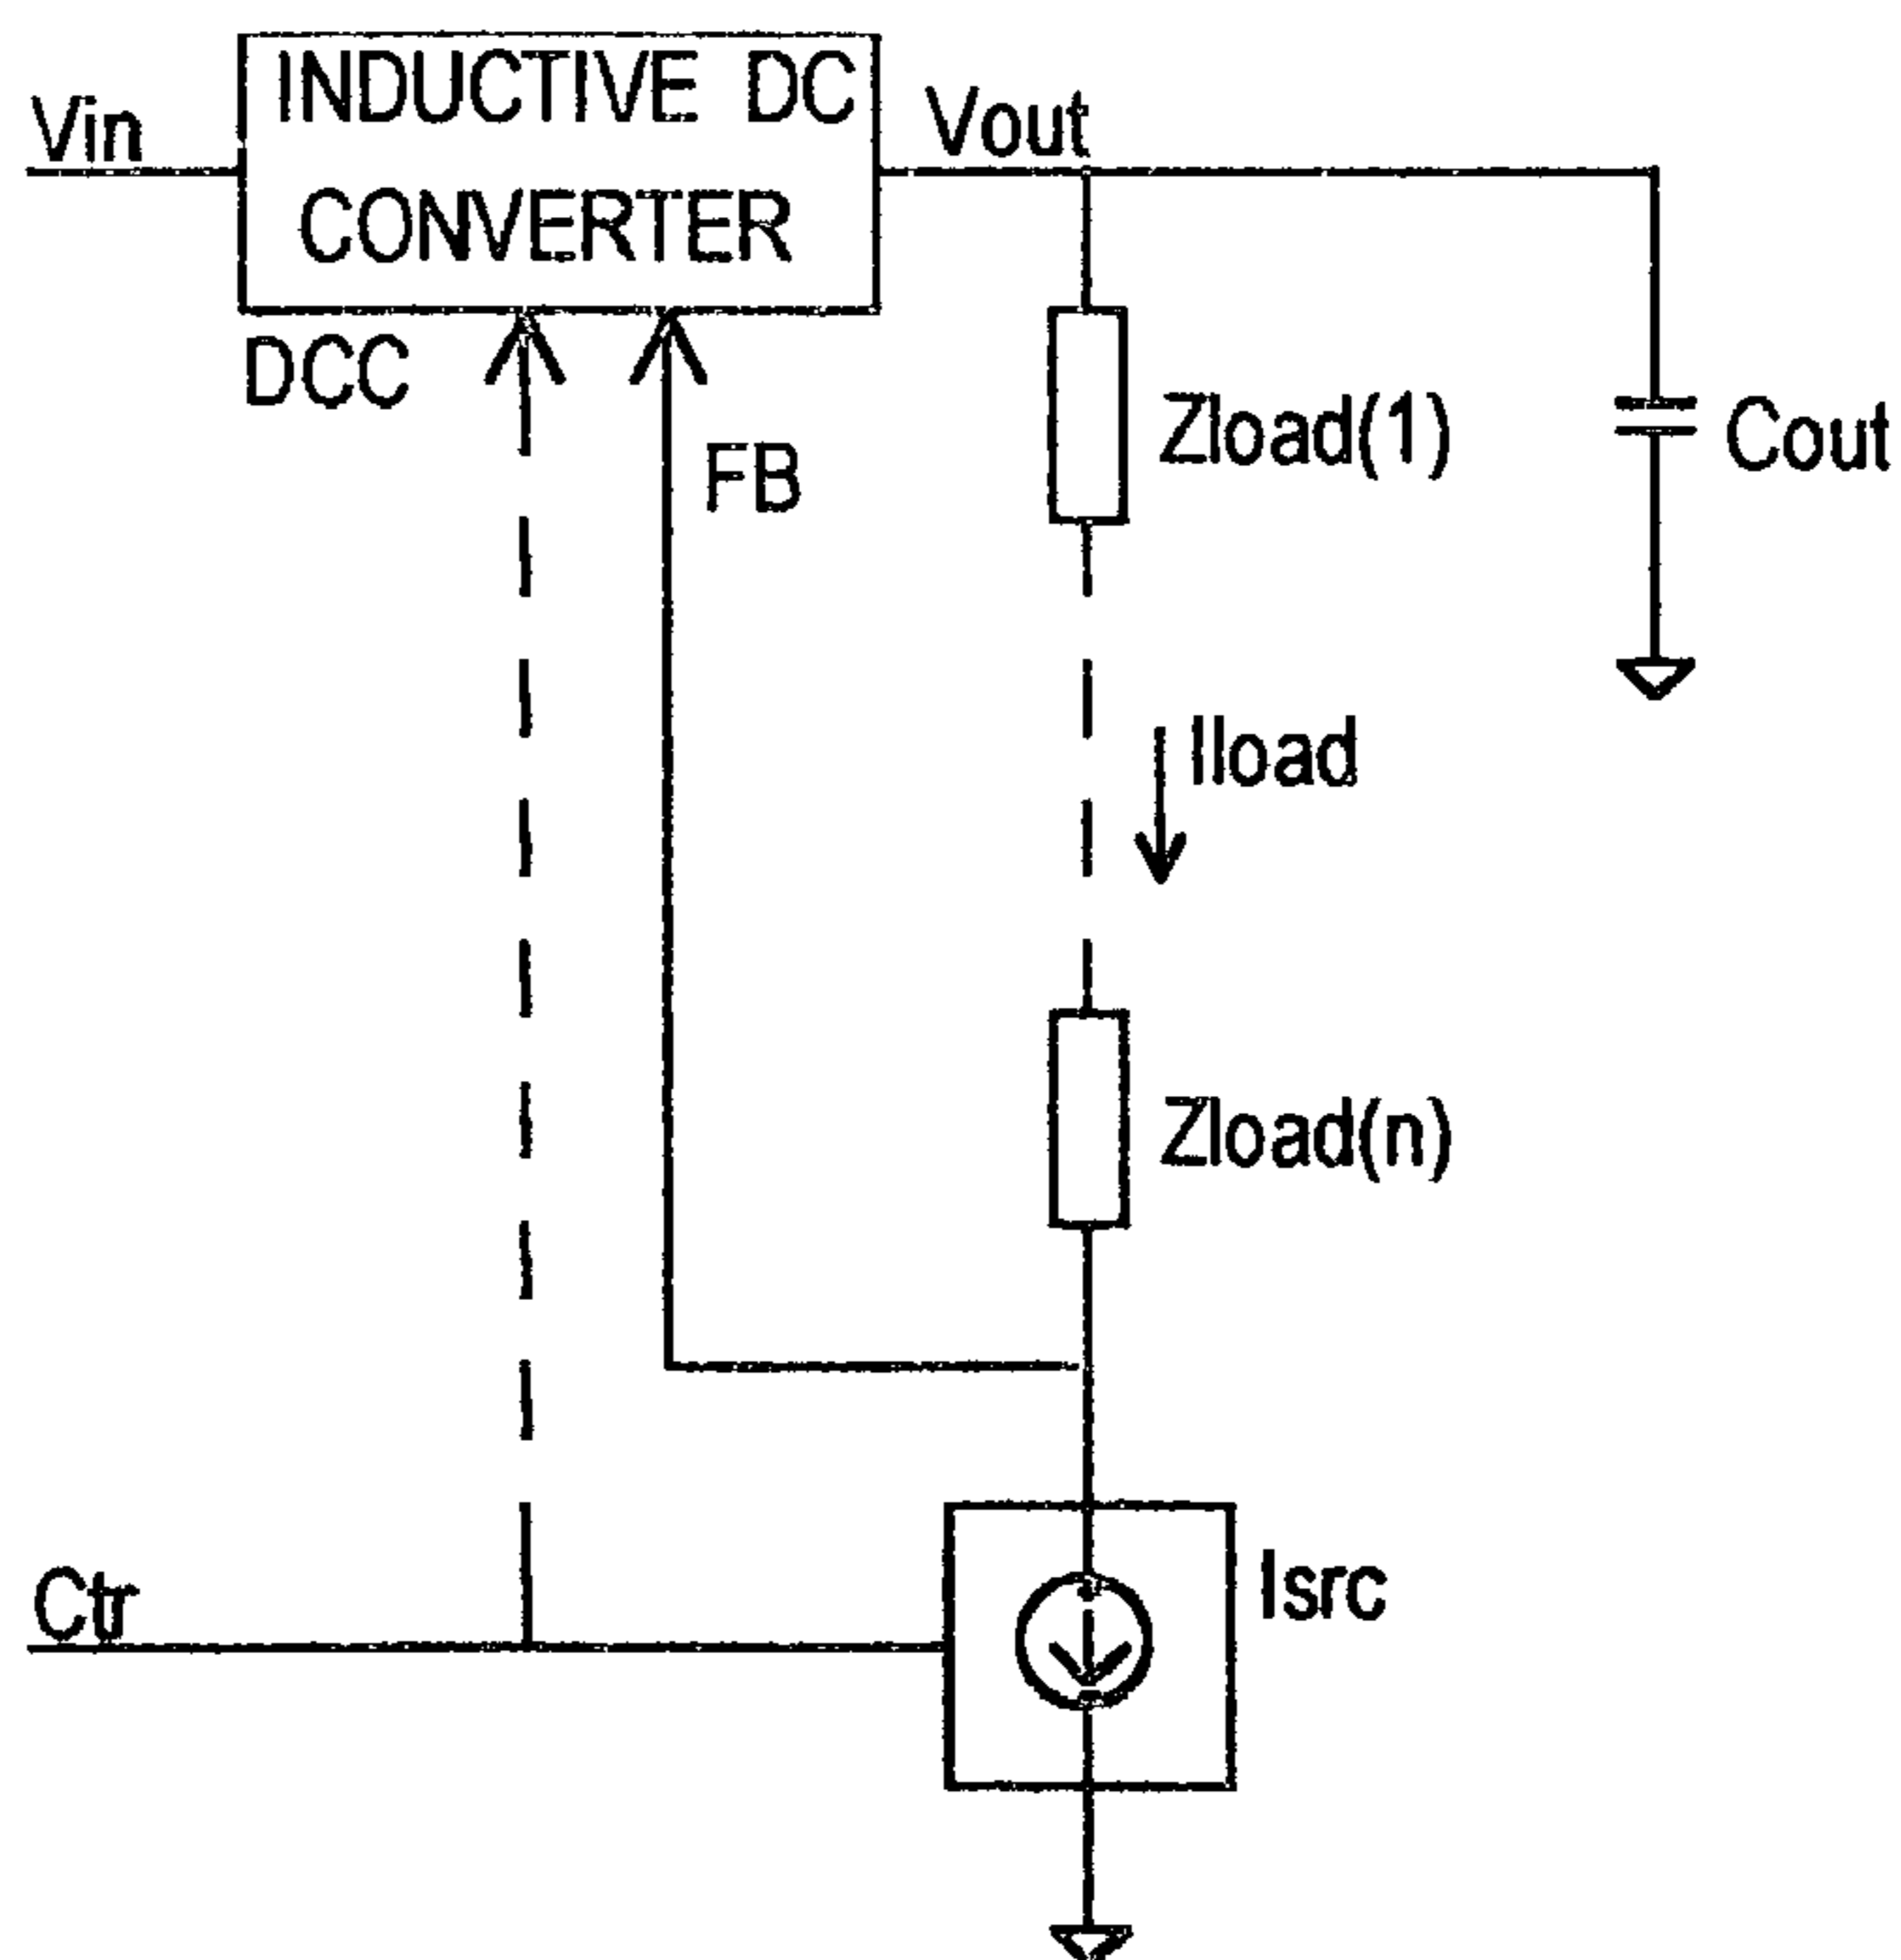 Vin
INDUCTIVE DC
CONVERTER
Vout
DCC
FB
Zload(1)
Cout
Iload
Zload(n)
Ctr
Isrc